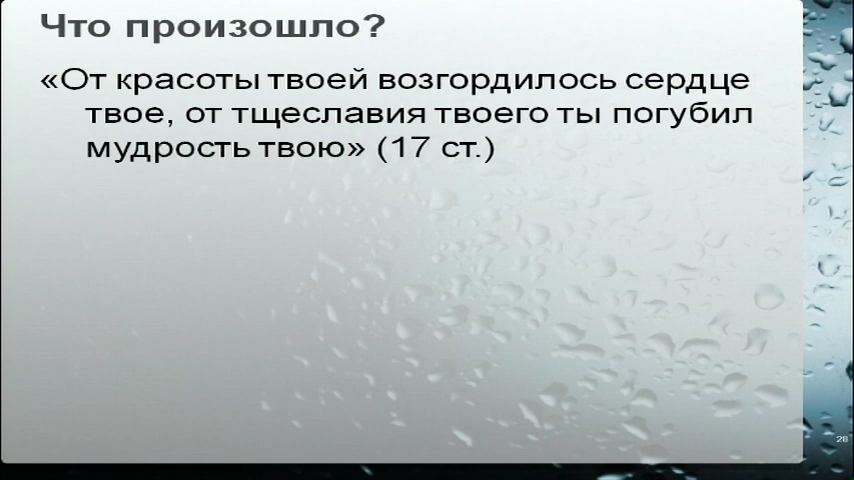 Что произошло?
«От красоты твоей возгордилось сердце
твое, от тщеславия твоего ты погубил
мудрость твою» (17 ст.)
28